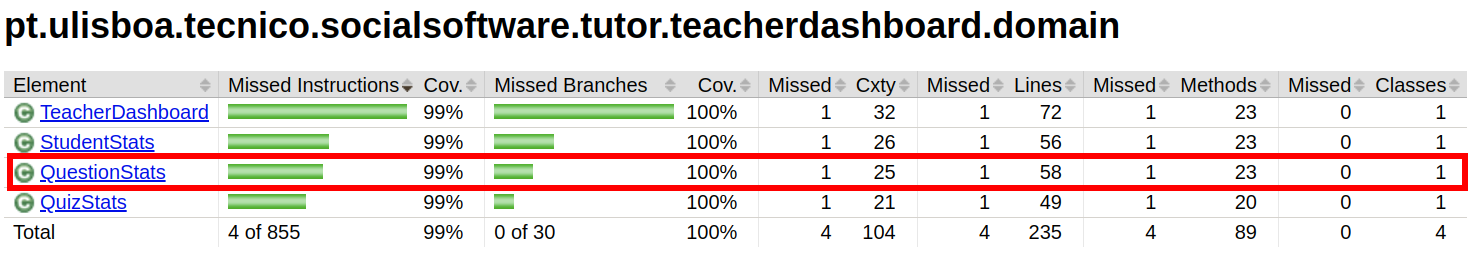 pt.ulisboa.tecnico.socialsoftware.tutor.teacherdashboard.domain
Element Missed Instructions Cov. Missed Branches Cov. Missed Cxty Missed Lines Missed Methods Missed Classes
C TeacherDashboard 99% 100% 1 32 1 72 1 23 0 1
C StudentStats 99% 100% 1 26 1 56 1 23 0 1
C QuestionStats 99% 100% 1 25 1 58 1 23 0 1
C QuizStats 99% 100% 1 21 1 49 1 20 0 1
Total 4 of 855 99% 0 of 30 100% 4 104 4 235 4 89 0 4